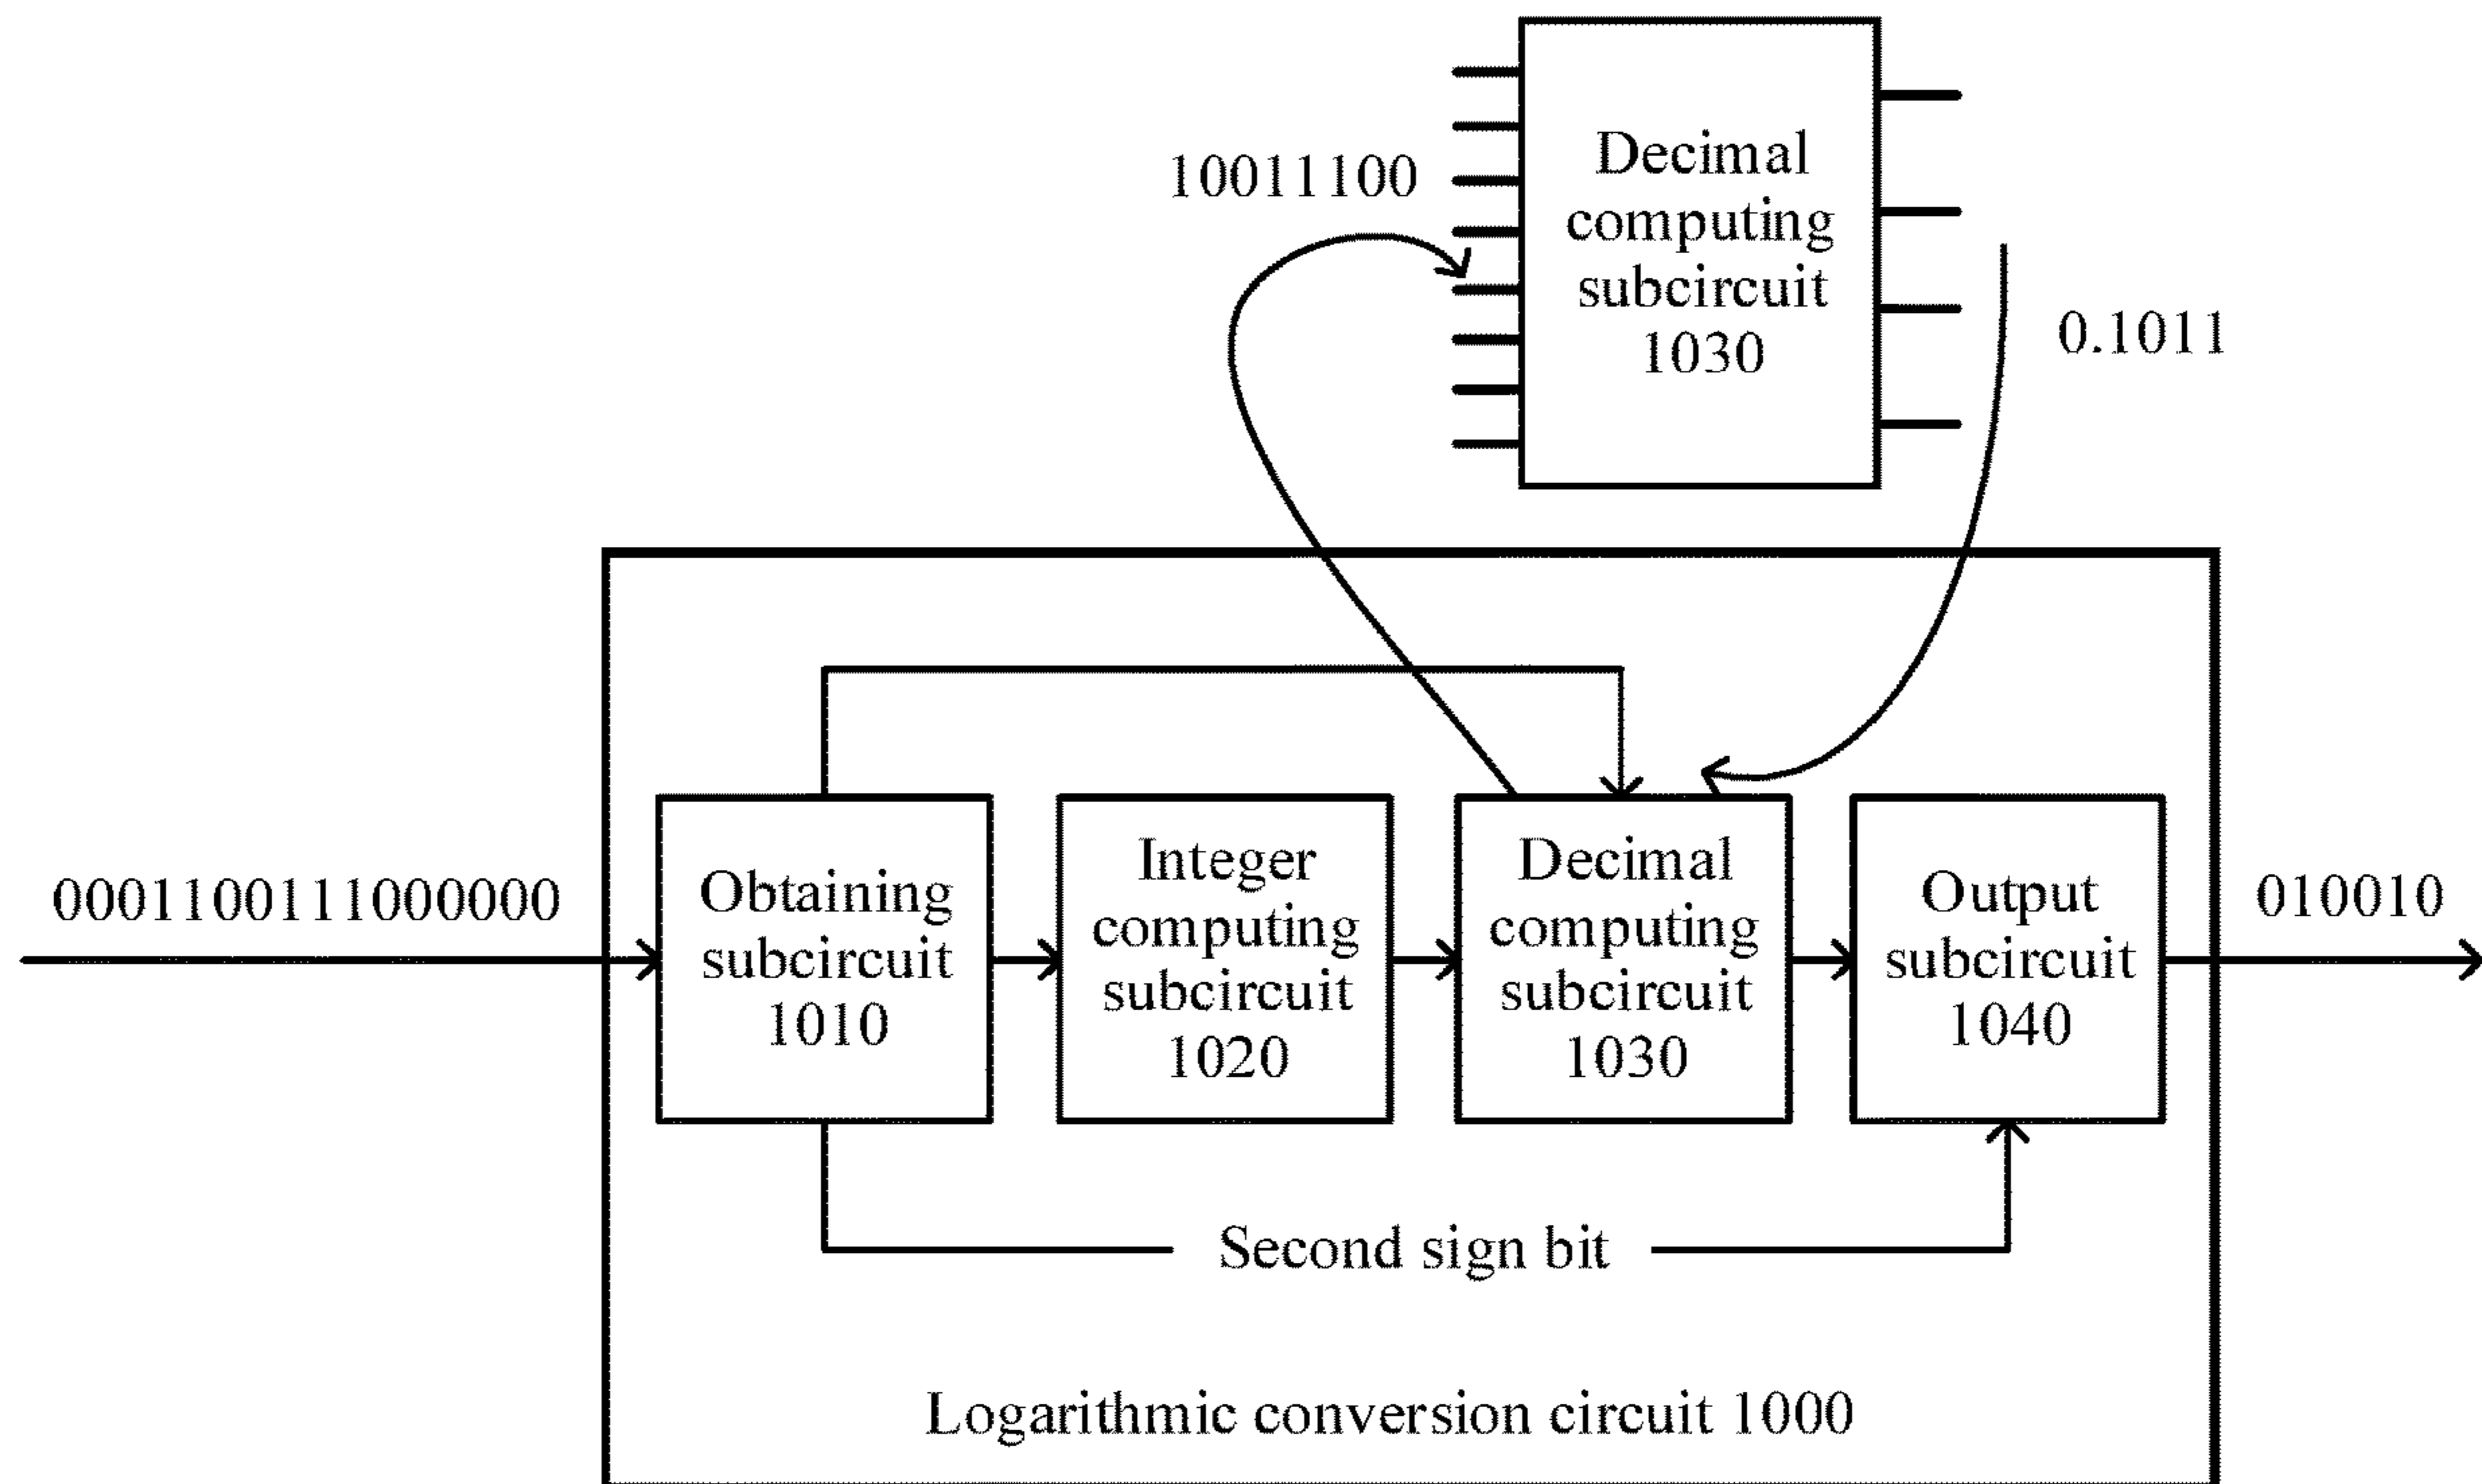 10011100
Decimal
computing
subcircuit
1030
0.1011
0001100111000000
Obtaining
subcircuit
1010
Integer
computing
subcircuit
1020
Decimal
computing
subcircuit
1030
Output
subcircuit
1040
010010
Second sign bit
Logarithmic conversion circuit 1000